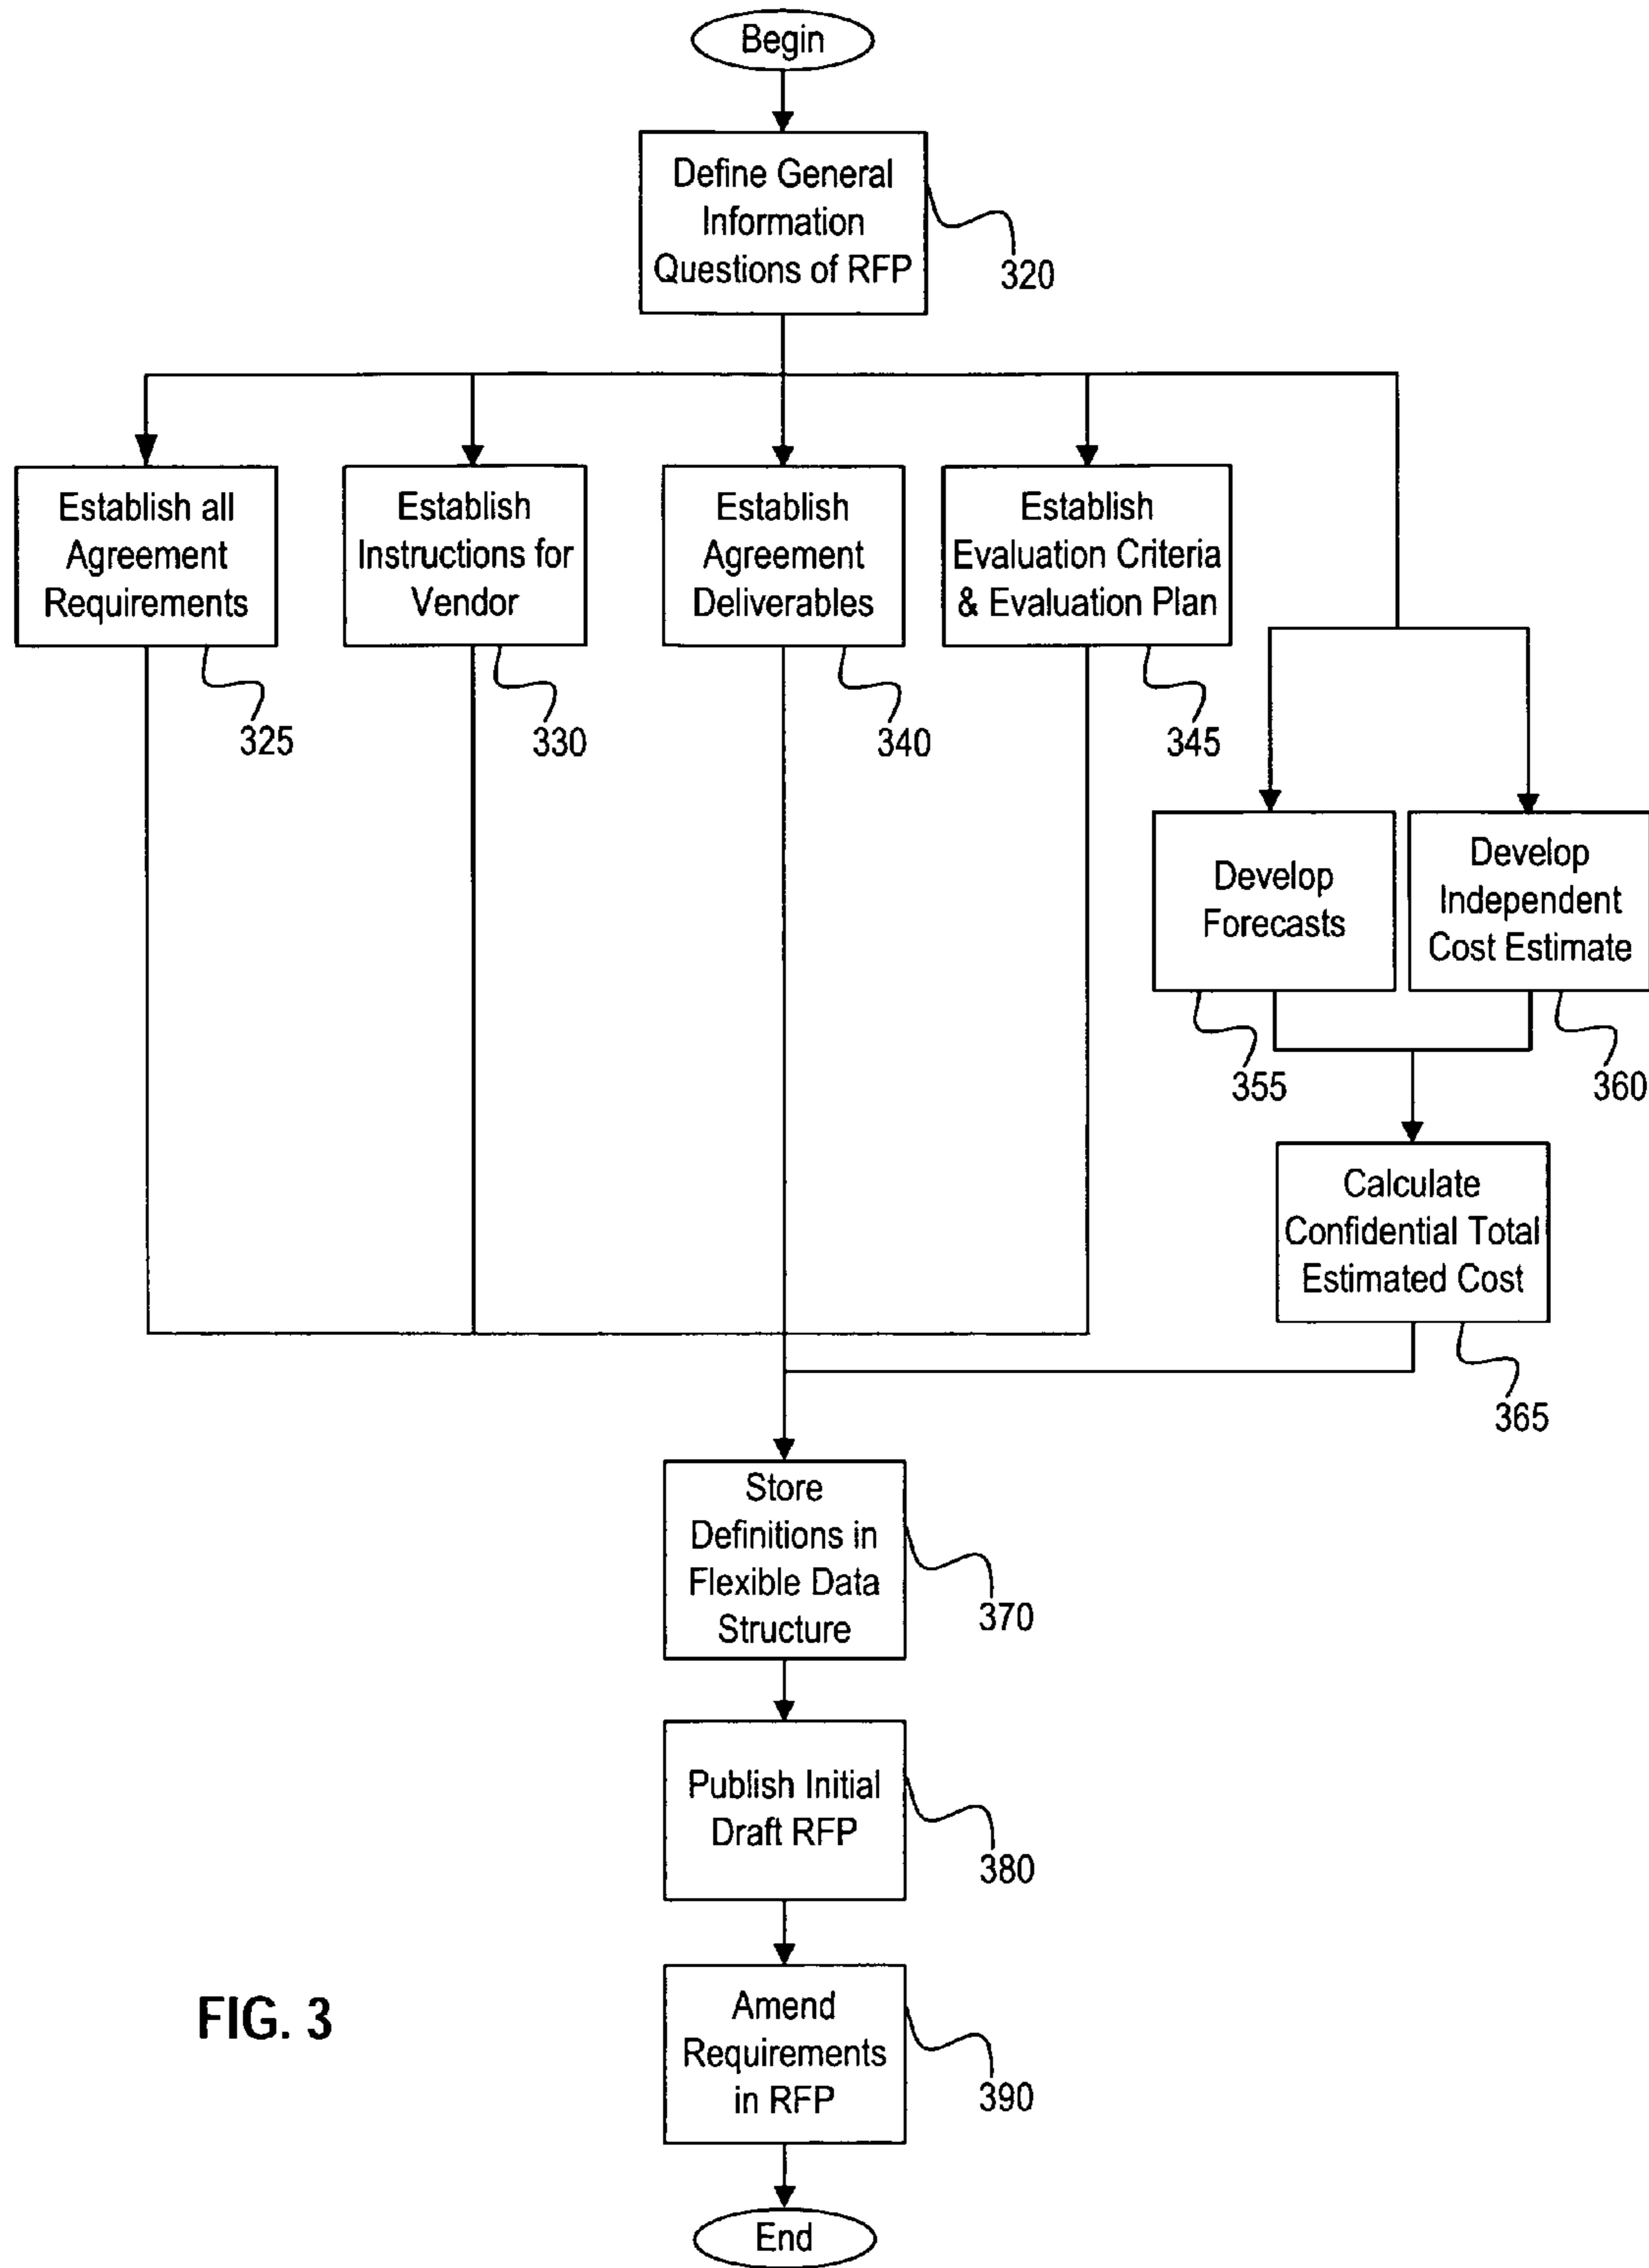 Begin
Define General
Information
Questions of RFP
320
Establish all
Agreement
Requirements
325
Establish
Instructions for
Vendor
330
Establish
Agreement
Deliverables
340
Establish
Evaluation Criteria
& Evaluation Plan
345
Develop
Forecasts
355
Develop
Independent
Cost Estimate
360
Calculate
Confidential Total
Estimated Cost
365
Store
Definitions in
Flexible Data
Structure
370
Publish Initial
Draft RFP
380
Amend
Requirements
in RFP
390
End
FIG. 3